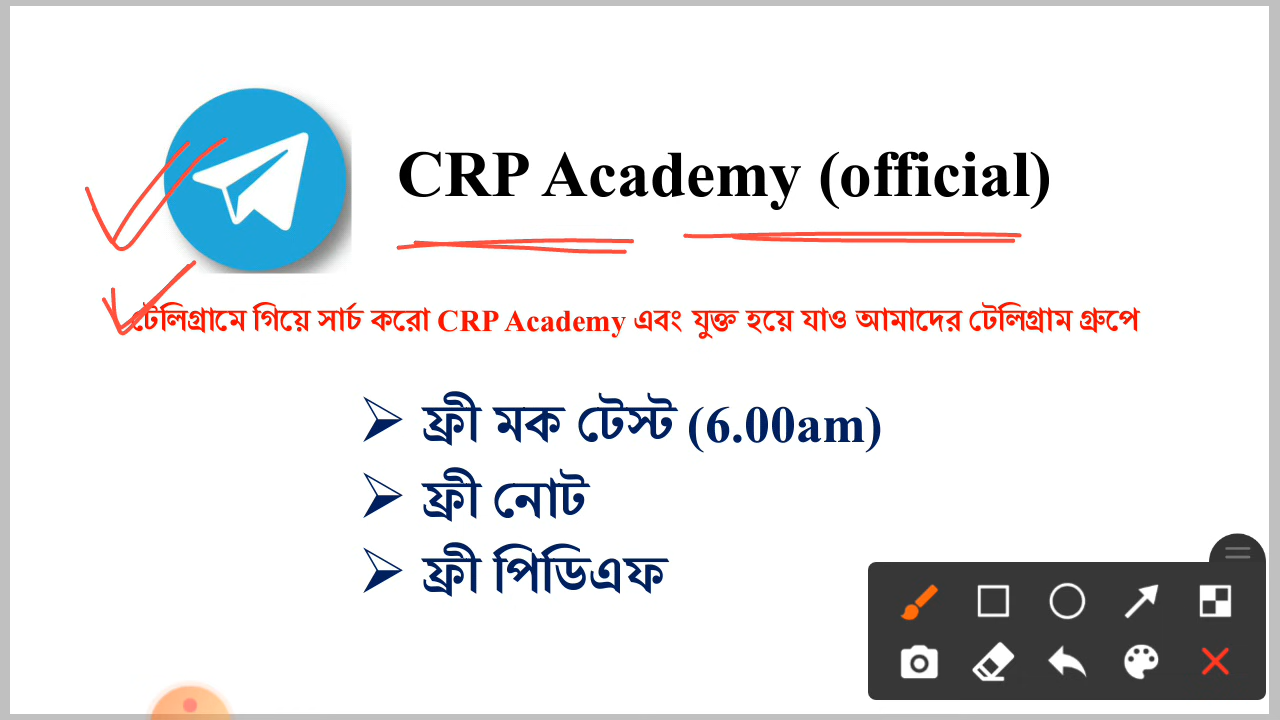 CRP Academy (official)
টেলিগ্রামে গিয়ে সার্চ করো CRP Academy এবং যুক্ত হয়ে যাও আমাদের টেলিগ্রাম গ্রুপে
➢ ফ্রী মক টেস্ট (6.00am)
➢ ফ্রী নোট
➢ ফ্রী পিডিএফ